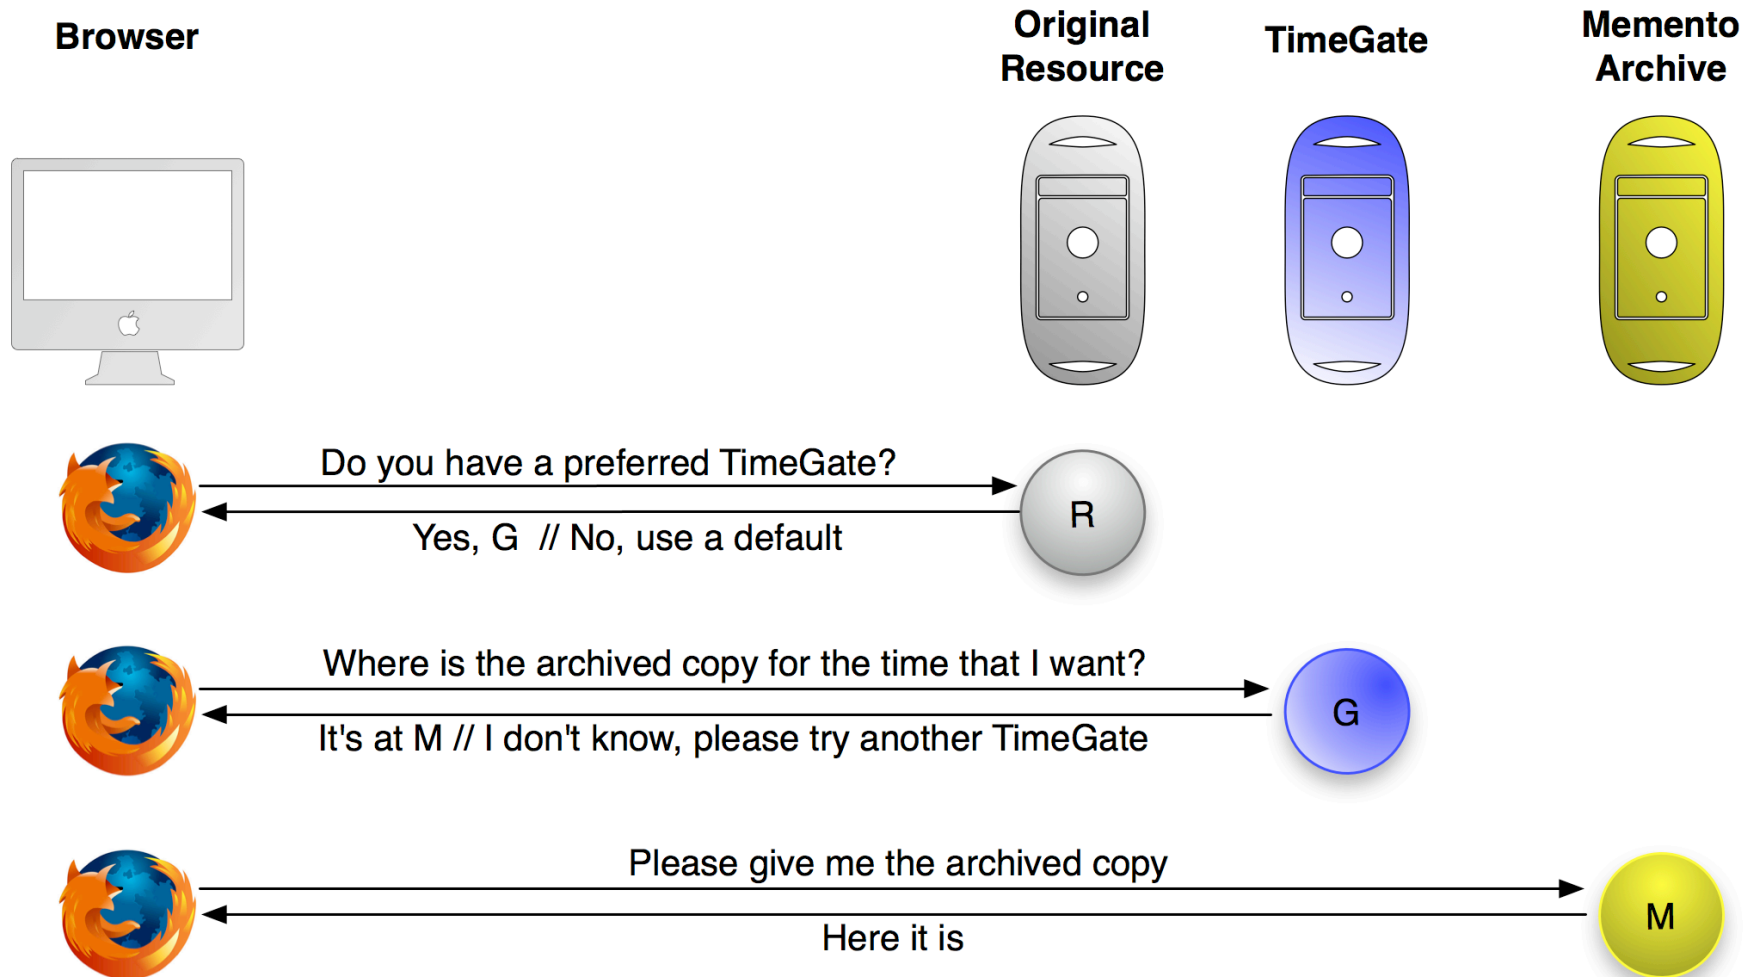 Browser
Original
Resource
TimeGate
Memento
Archive
Do you have a preferred TimeGate?
R
Yes, G // No, use a default
Where is the archived copy for the time that I want?
G
It's at M // I don't know, please try another TimeGate
Please give me the archived copy
M
Here it is